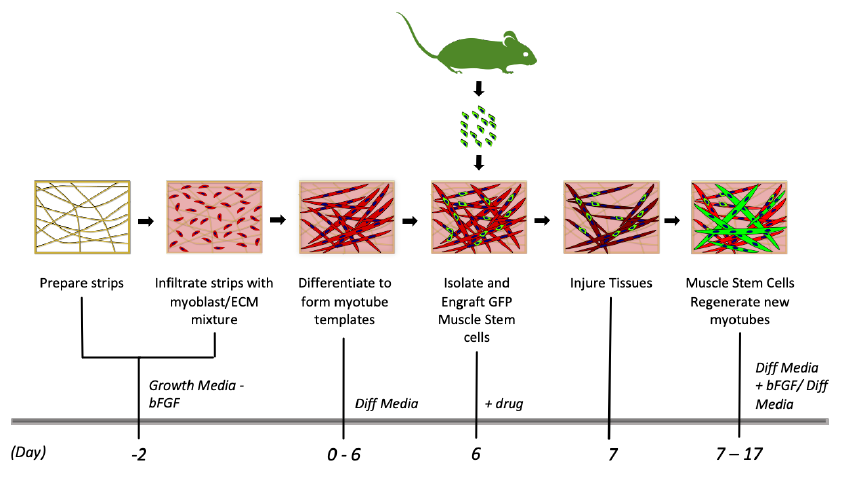 Prepare strips
Infiltrate strips with
myoblast/ECM
mixture
Differentiate to
form myotube
templates
Isolate and
Engraft GFP
Muscle Stem
cells
Injure Tissues
Muscle Stem Cells
Regenerate new
myotubes
Growth Media -
bFGF
Diff Media
+ drug
Diff Media
+ bFGF/ Diff
Media
(Day)
-2
0 - 6
6
7
7 – 17